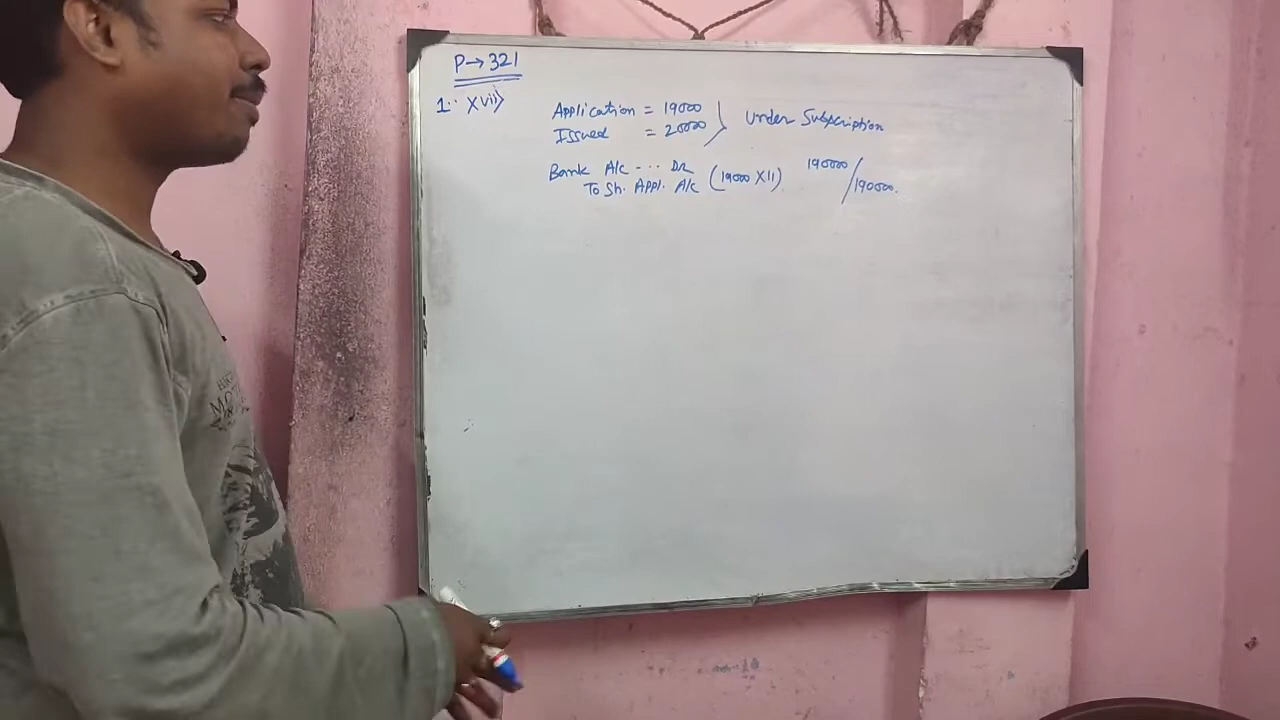 P→321
1. xvii>
Application = 19000
Issued = 20000 } Under Subscription
Bank A/c ... Dr
To Sh. Appl. A/c (19000 X 11) 190000/190000.